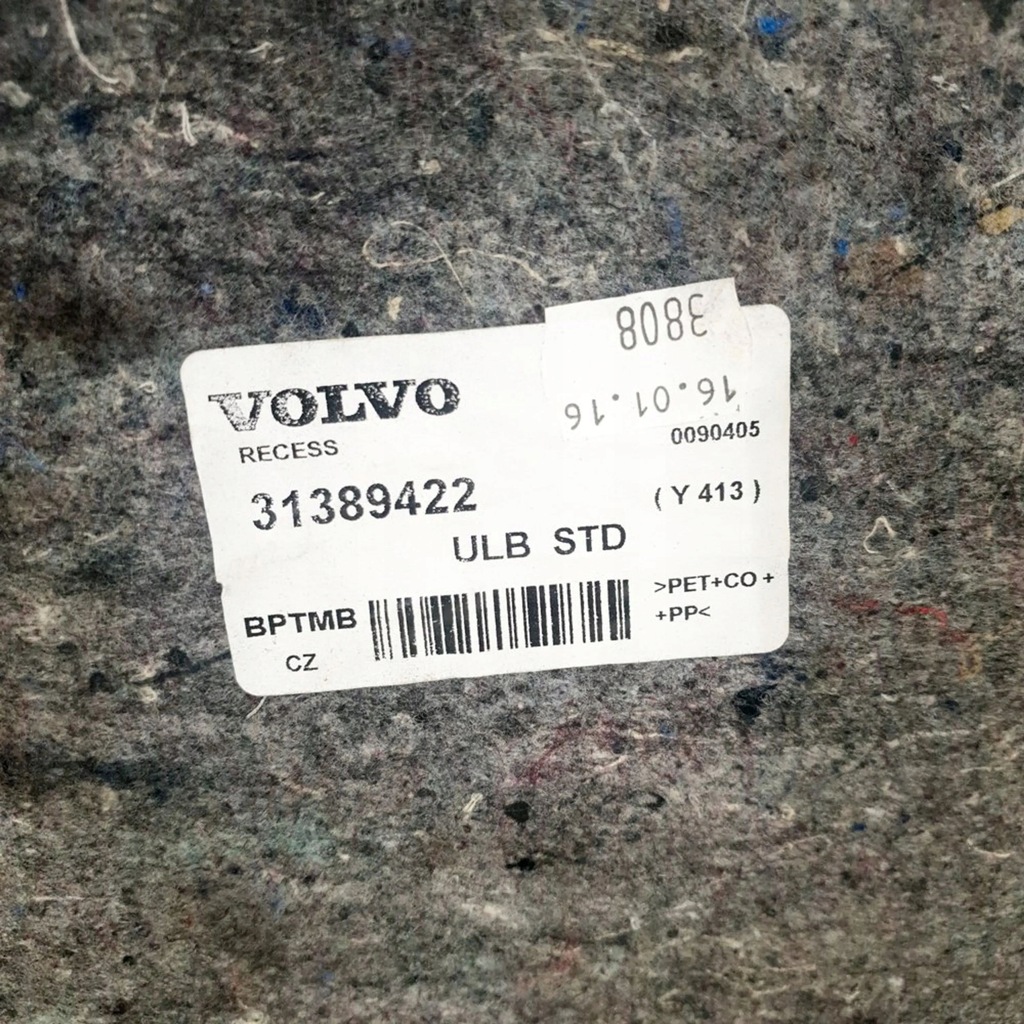 3808
16.01.16
VOLVO
RECESS
0090405
31389422
( Y 413 )
ULB STD
BPTMB
CZ
>PET+CO +
+PP<